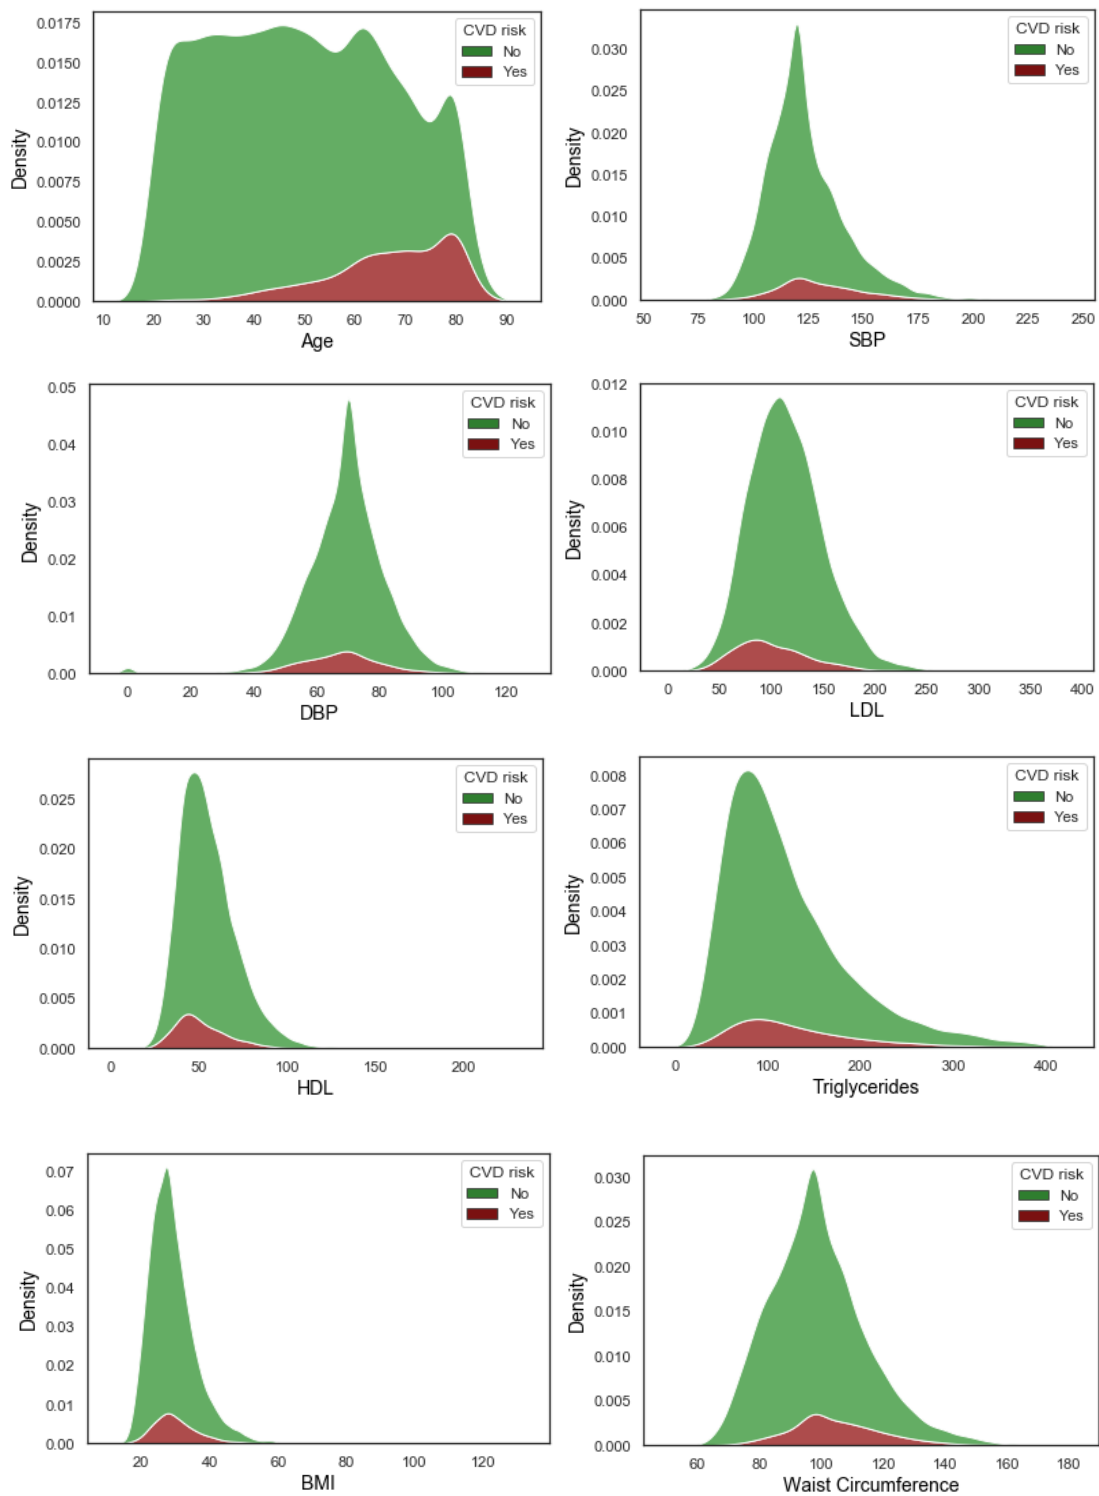 CVD risk
No
Yes
0.0175
0.0150
0.0125
0.0100
0.0075
0.0050
0.0025
0.0000
Density
10 20 30 40 50 60 70 80 90
Age
CVD risk
No
Yes
0.030
0.025
0.020
0.015
0.010
0.005
0.000
Density
50 75 100 125 150 175 200 225 250
SBP
CVD risk
No
Yes
0.05
0.04
0.03
0.02
0.01
0.00
Density
0 20 40 60 80 100 120
DBP
CVD risk
No
Yes
0.012
0.010
0.008
0.006
0.004
0.002
0.000
Density
0 50 100 150 200 250 300 350 400
LDL
CVD risk
No
Yes
0.025
0.020
0.015
0.010
0.005
0.000
Density
0 50 100 150 200
HDL
CVD risk
No
Yes
0.008
0.007
0.006
0.005
0.004
0.003
0.002
0.001
0.000
Density
0 100 200 300 400
Triglycerides
CVD risk
No
Yes
0.07
0.06
0.05
0.04
0.03
0.02
0.01
0.00
Density
20 40 60 80 100 120
BMI
CVD risk
No
Yes
0.030
0.025
0.020
0.015
0.010
0.005
0.000
Density
60 80 100 120 140 160 180
Waist Circumference